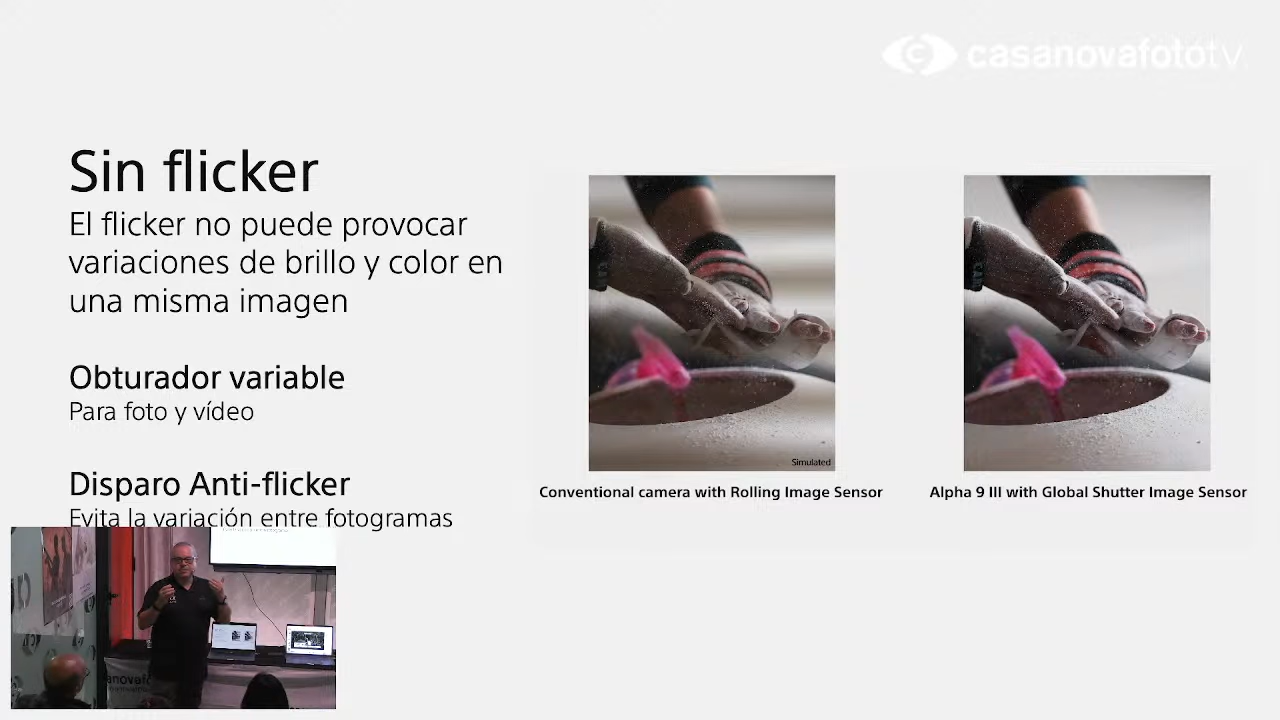 casanovafoto tv
Sin flicker
El flicker no puede provocar
variaciones de brillo y color en
una misma imagen
Obturador variable
Para foto y vídeo
Disparo Anti-flicker
Evita la variación entre fotogramas
Simulated
Conventional camera with Rolling Image Sensor
Alpha 9 III with Global Shutter Image Sensor